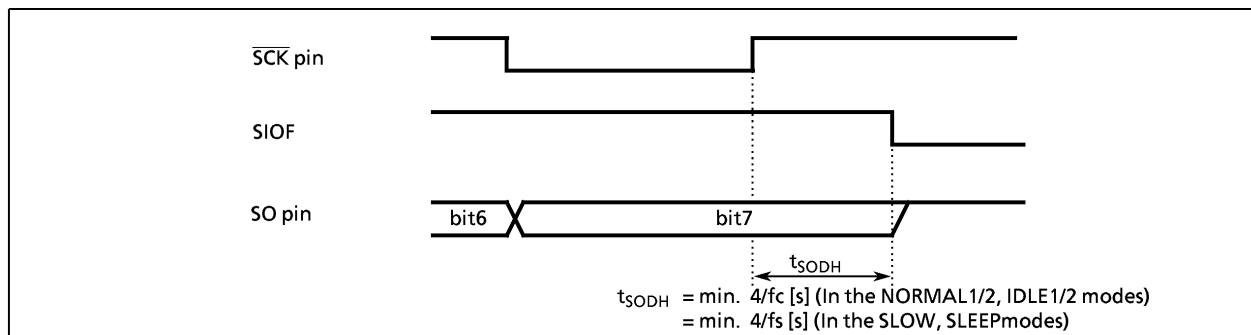 S̅C̅K̅ pin
SIOF
SO pin
bit6
bit7
tSODH
tSODH = min. 4/fc [s] (In the NORMAL1/2, IDLE1/2 modes)
= min. 4/fs [s] (In the SLOW, SLEEPmodes)